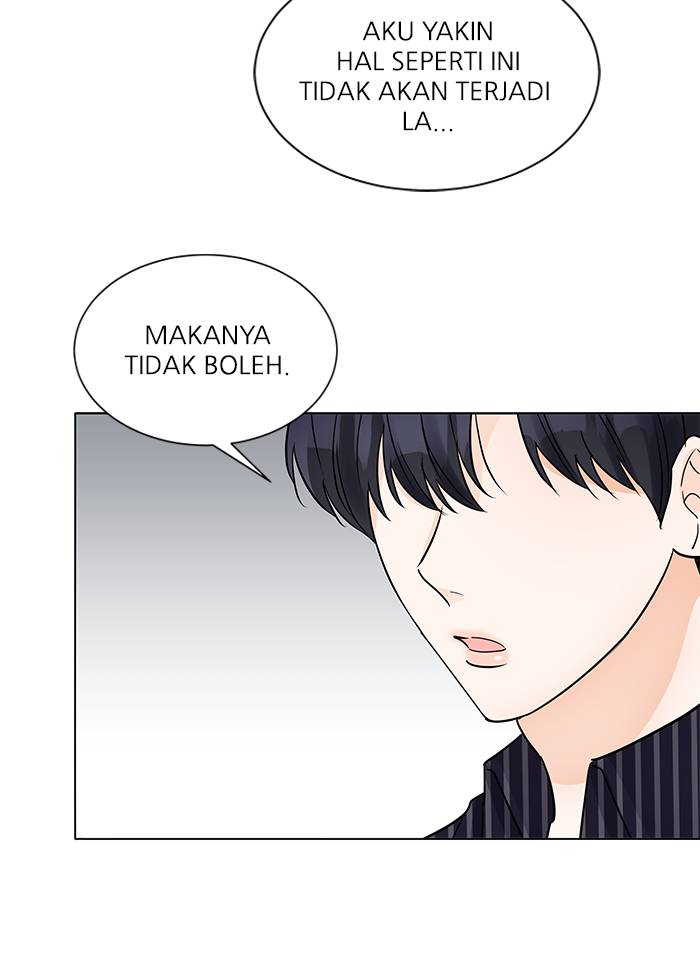 AKU YAKIN
HAL SEPERTI INI
TIDAK AKAN TERJADI
LA...
MAKANYA
TIDAK BOLEH.